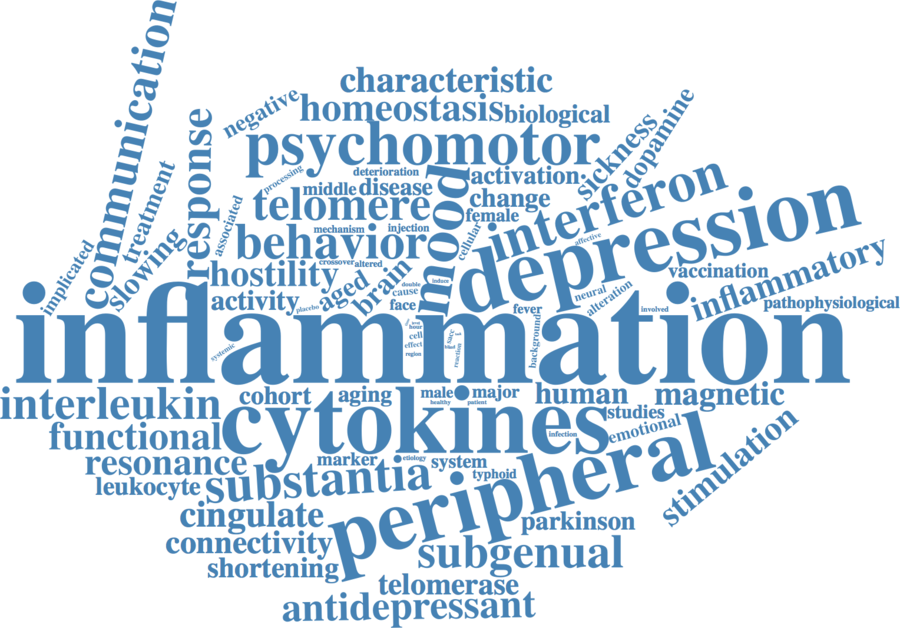 communication
characteristic
negative
homeostasis
biological
dopamine
sickness
response
psychomotor
treatment
deterioration
activation
processing
middle
disease
mood
change
interferon
depression
telomere
female
associated
mechanism
injection
slowing
behavior
cellular
affective
implicated
crossover
altered
hostility
brain
aged
double
cause
induce
vaccination
inflammatory
neural
alteration
activity
placebo
face
fever
involved
pathophysiological
inflammation
hour
cell
effect
region
reaction
background
systemic
interleukin
cohort
aging
male
major
human
magnetic
healthy
patient
cytokines
studies
functional
infection
emotional
stimulation
resonance
marker
etiology
system
peripheral
leukocyte
substantia
typhoid
cingulate
parkinson
connectivity
subgenual
shortening
telomerase
antidepressant